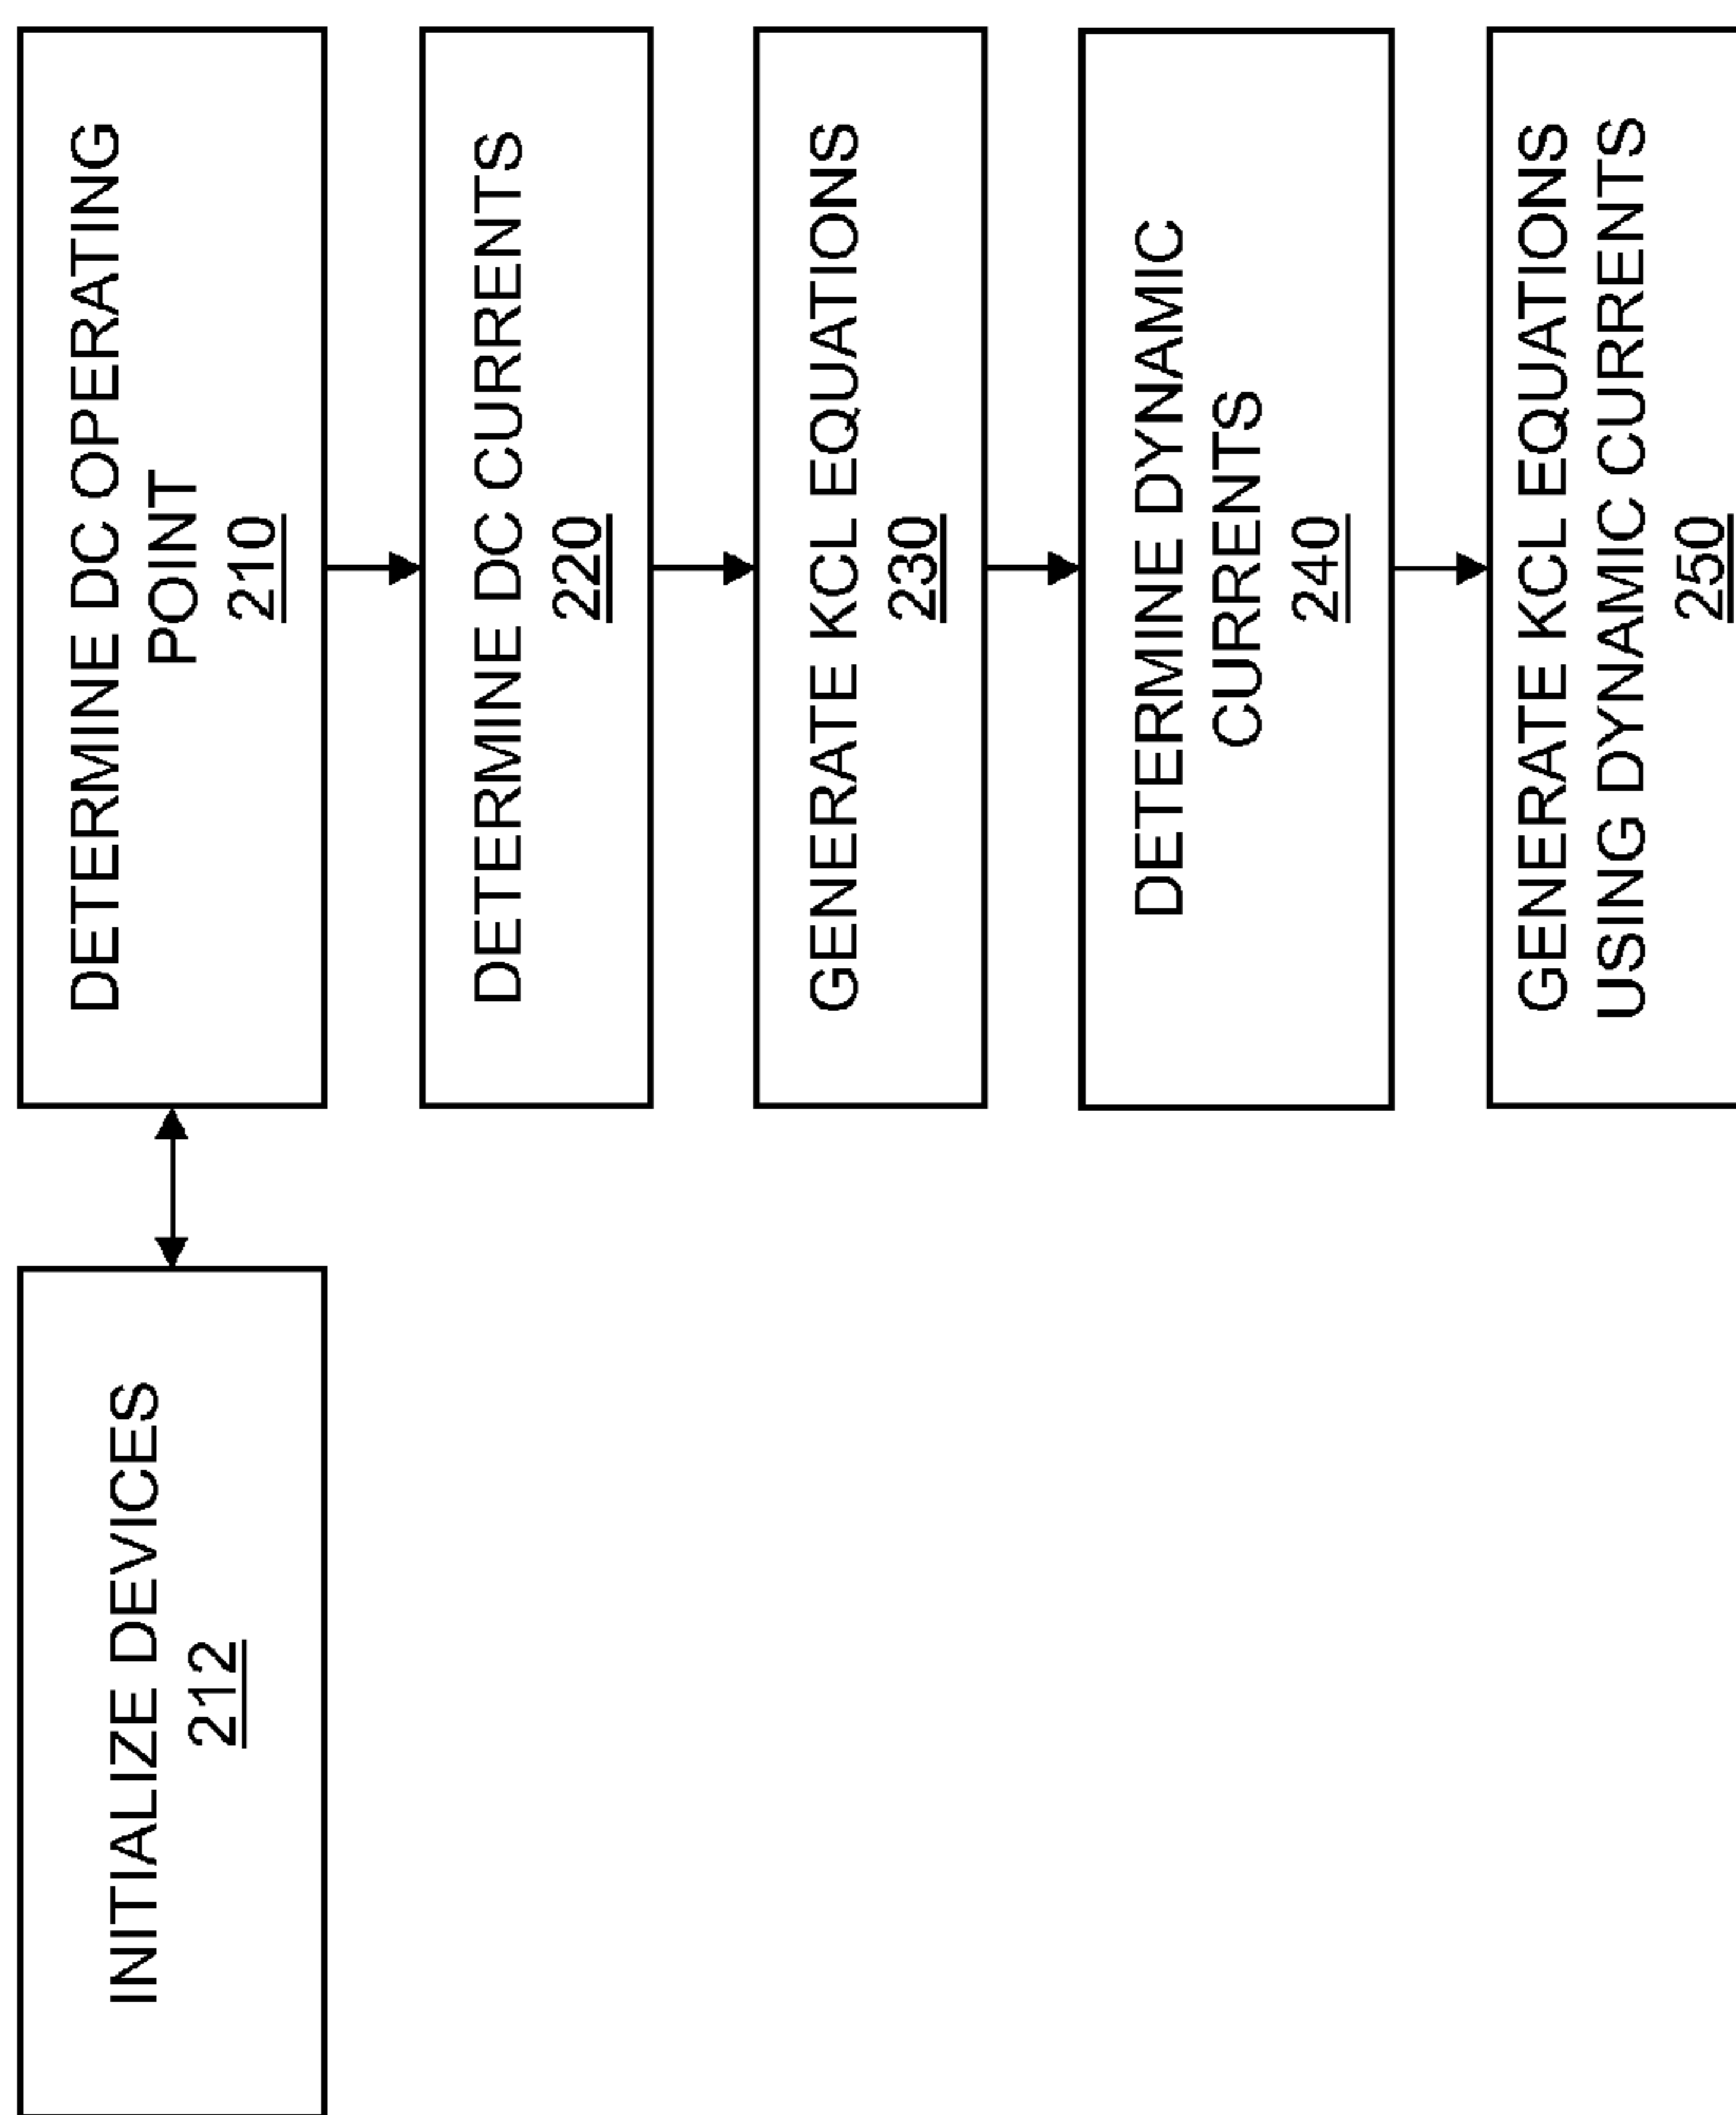 DETERMINE DC OPERATING
POINT
210
INITIALIZE DEVICES
212
DETERMINE DC CURRENTS
220
GENERATE KCL EQUATIONS
230
DETERMINE DYNAMIC
CURRENTS
240
GENERATE KCL EQUATIONS
USING DYNAMIC CURRENTS
250